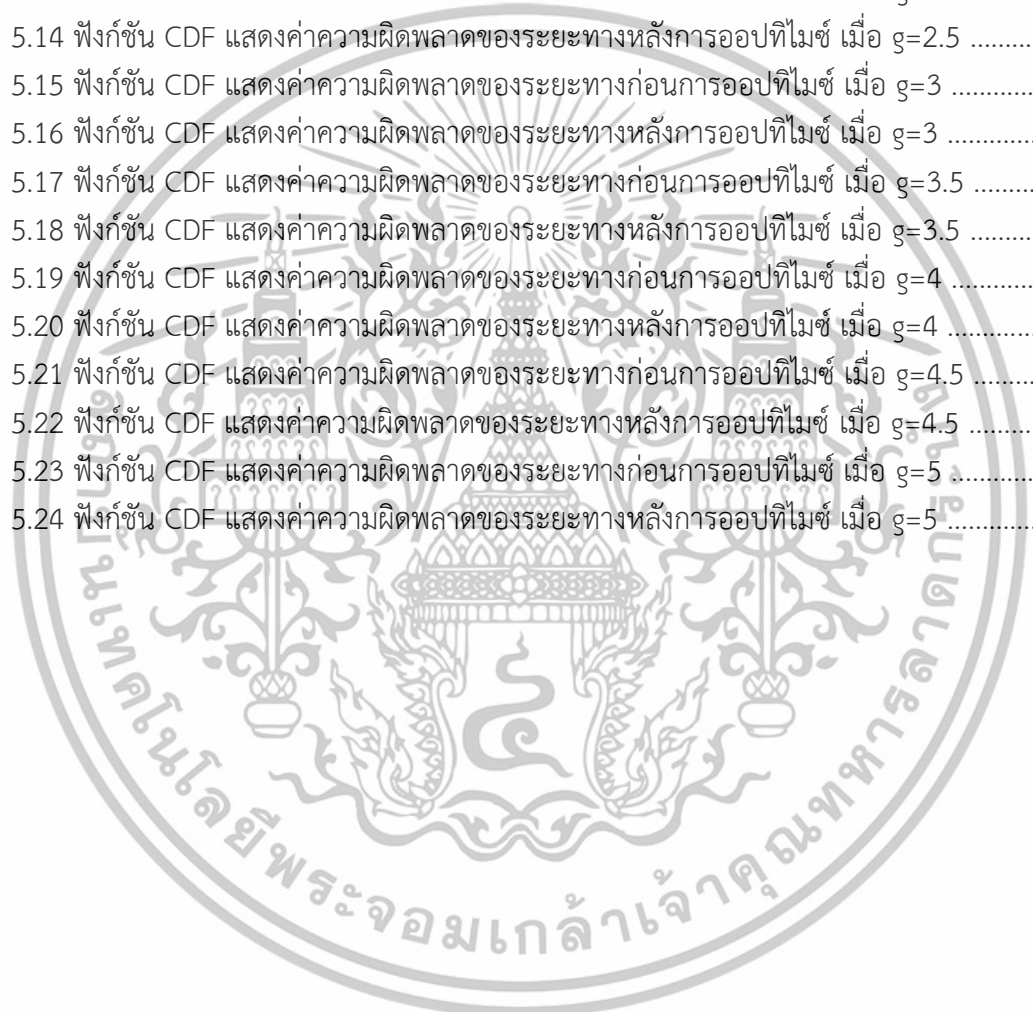 5.14 ฟังก์ชัน CDF แสดงค่าความผิดพลาดของระยะทางหลังการออปทิไมซ์ เมื่อ g=2.5 .........
5.15 ฟังก์ชัน CDF แสดงค่าความผิดพลาดของระยะทางก่อนการออปทิไมซ์ เมื่อ g=3 ............
5.16 ฟังก์ชัน CDF แสดงค่าความผิดพลาดของระยะทางหลังการออปทิไมซ์ เมื่อ g=3 .............
5.17 ฟังก์ชัน CDF แสดงค่าความผิดพลาดของระยะทางก่อนการออปทิไมซ์ เมื่อ g=3.5 .........
5.18 ฟังก์ชัน CDF แสดงค่าความผิดพลาดของระยะทางหลังการออปทิไมซ์ เมื่อ g=3.5 .........
5.19 ฟังก์ชัน CDF แสดงค่าความผิดพลาดของระยะทางก่อนการออปทิไมซ์ เมื่อ g=4 ............
5.20 ฟังก์ชัน CDF แสดงค่าความผิดพลาดของระยะทางหลังการออปทิไมซ์ เมื่อ g=4 .............
5.21 ฟังก์ชัน CDF แสดงค่าความผิดพลาดของระยะทางก่อนการออปทิไมซ์ เมื่อ g=4.5 .........
5.22 ฟังก์ชัน CDF แสดงค่าความผิดพลาดของระยะทางหลังการออปทิไมซ์ เมื่อ g=4.5 .........
5.23 ฟังก์ชัน CDF แสดงค่าความผิดพลาดของระยะทางก่อนการออปทิไมซ์ เมื่อ g=5 ............
5.24 ฟังก์ชัน CDF แสดงค่าความผิดพลาดของระยะทางหลังการออปทิไมซ์ เมื่อ g=5 .............
๔
สถาบันเทคโนโลยีพระจอมเกล้าเจ้าคุณทหารลาดกระบัง